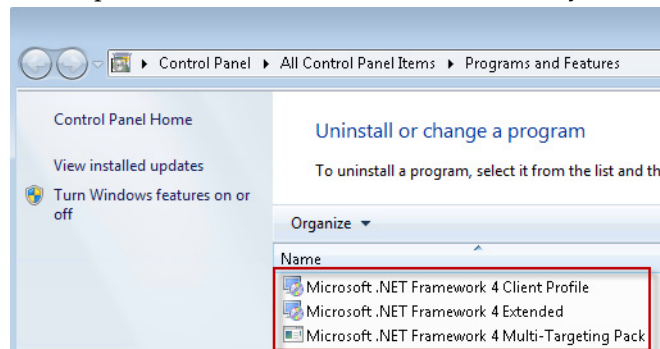 Control Panel ▸ All Control Panel Items ▸ Programs and Features
Control Panel Home
View installed updates
Turn Windows features on or
off
Uninstall or change a program
To uninstall a program, select it from the list and th
Organize
Name
Microsoft .NET Framework 4 Client Profile
Microsoft .NET Framework 4 Extended
Microsoft .NET Framework 4 Multi-Targeting Pack